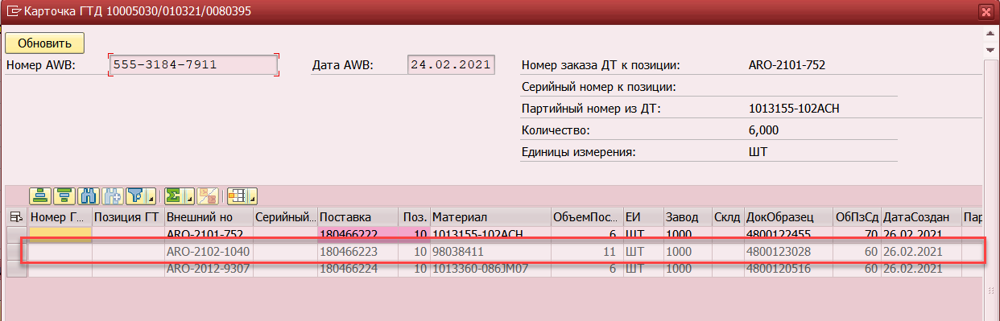 Карточка ГТД 10005030/010321/0080395
Обновить
Номер AWB: 555-3184-7911 Дата AWB: 24.02.2021 Номер заказа ДТ к позиции: ARO-2101-752
Серийный номер к позиции:
Партийный номер из ДТ: 1013155-102ACH
Количество: 6,000
Единицы измерения: ШТ
Номер Г... Позиция ГТ Внешний но Серийный... Поставка Поз. Материал ОбъемПос... ЕИ Завод Склд ДокОбразец ОбПзСд ДатаСоздан Пар
ARO-2101-752 180466222 10 1013155-102ACH 6 ШТ 1000 4800122455 70 26.02.2021
ARO-2102-1040 180466223 10 98038411 11 ШТ 1000 4800123028 60 26.02.2021
ARO-2012-9307 180466224 10 1013360-086JM07 6 ШТ 1000 4800120516 60 26.02.2021